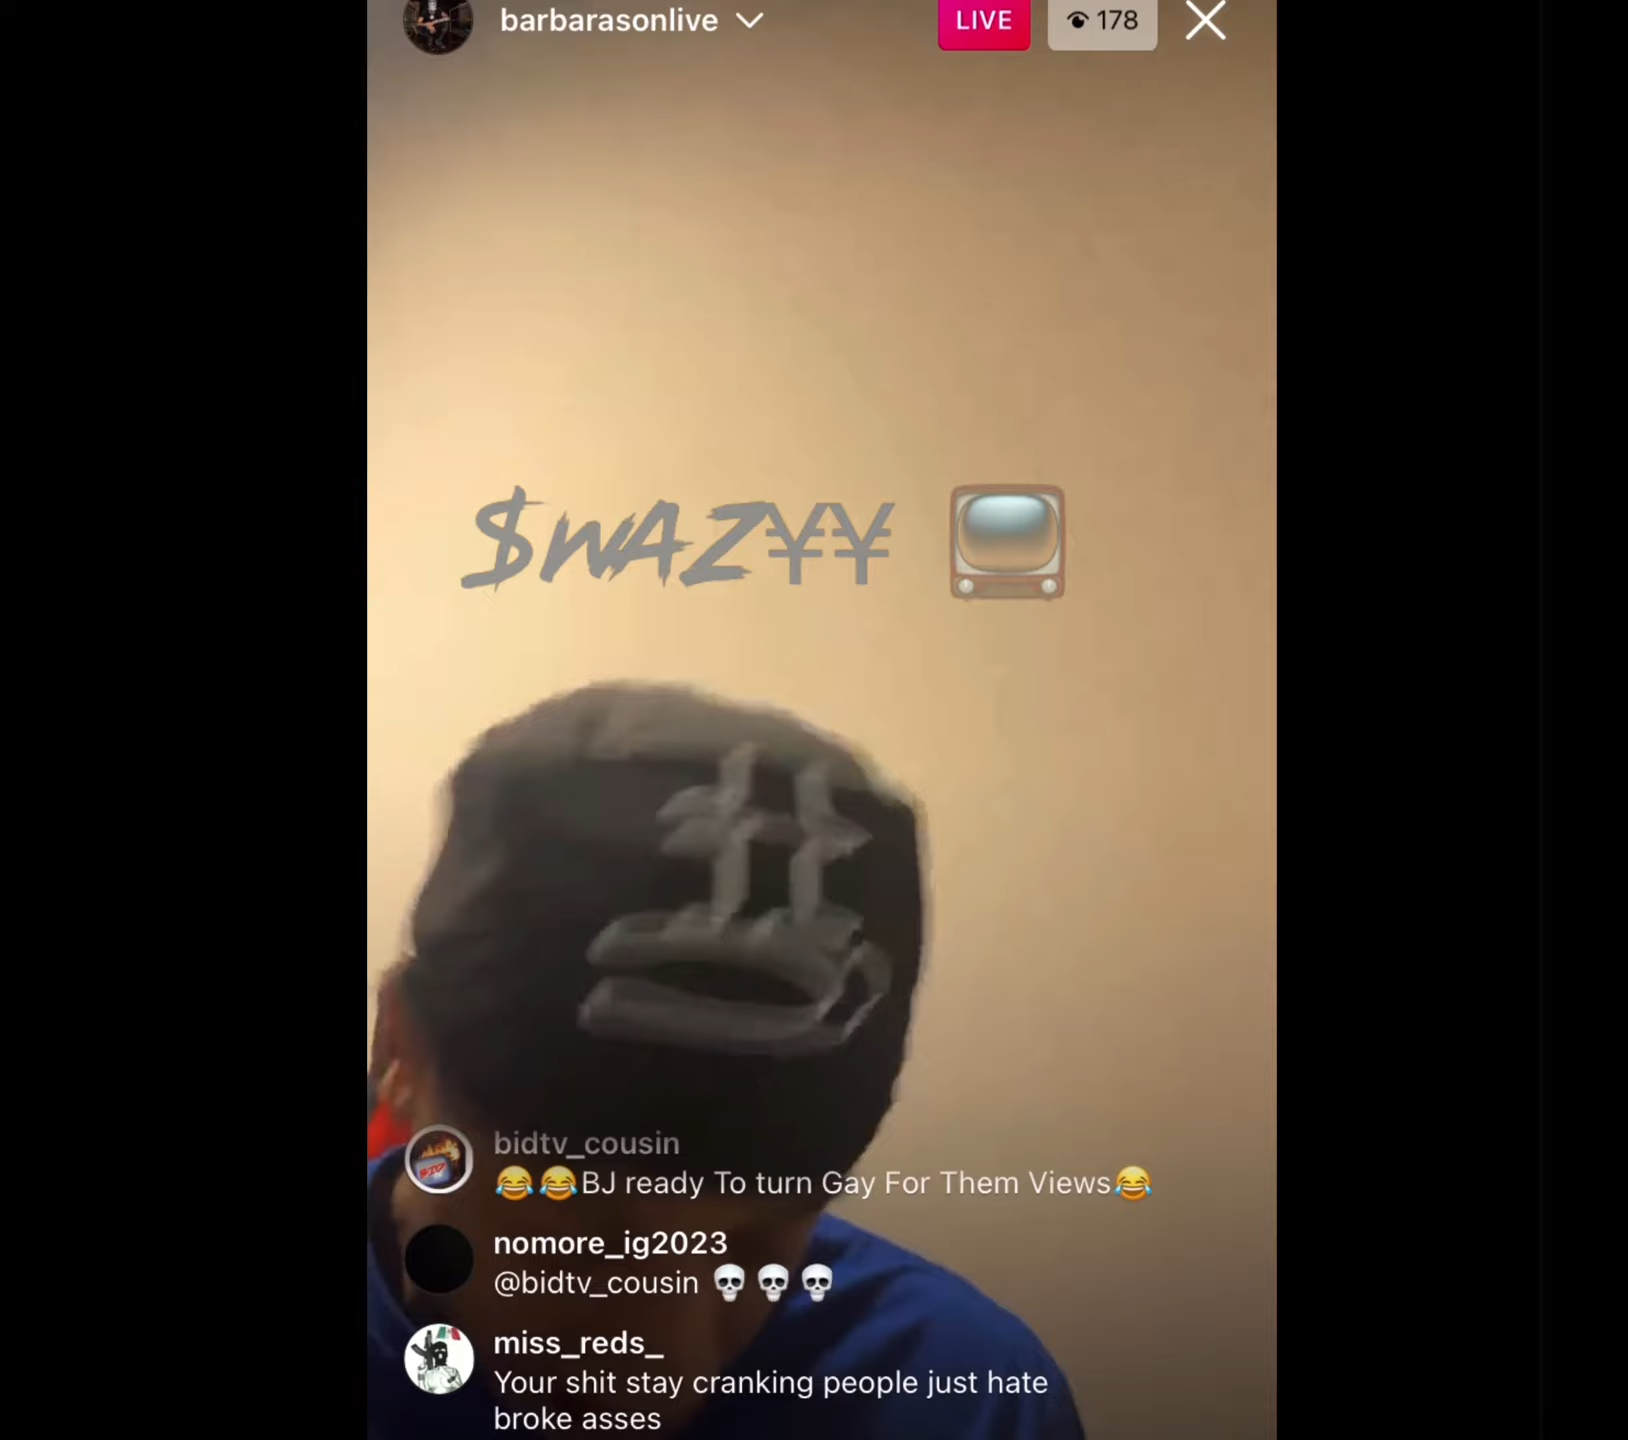 barbarasonlive
LIVE
178
$WAZ¥¥
bidtv_cousin
😂😂BJ ready To turn Gay For Them Views😂
nomore_ig2023
@bidtv_cousin 💀💀💀
miss_reds_
Your shit stay cranking people just hate
broke asses